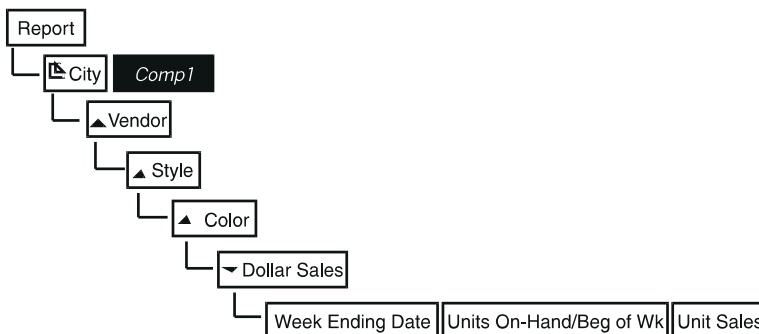 Report
City Comp1
Vendor
Style
Color
Dollar Sales
Week Ending Date Units On-Hand/Beg of Wk Unit Sales